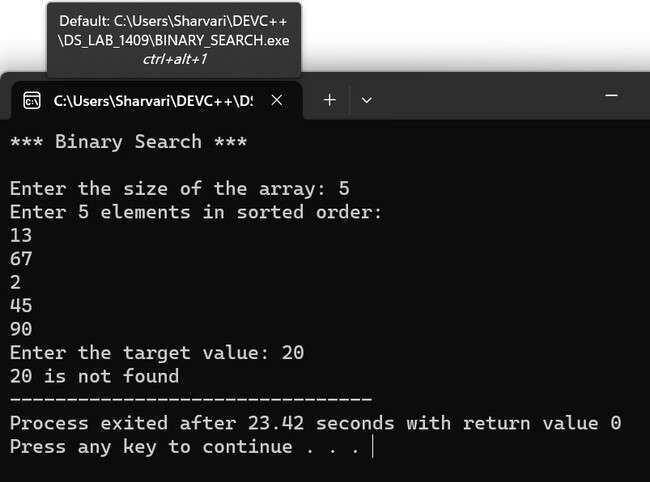 Default: C:\Users\Sharvari\DEVC++
\DS_LAB_1409\BINARY_SEARCH.exe
ctrl+alt+1
C:\Users\Sharvari\DEVC++\DS
*** Binary Search ***
Enter the size of the array: 5
Enter 5 elements in sorted order:
13
67
2
45
90
Enter the target value: 20
20 is not found
--------------------------------
Process exited after 23.42 seconds with return value 0
Press any key to continue . . .